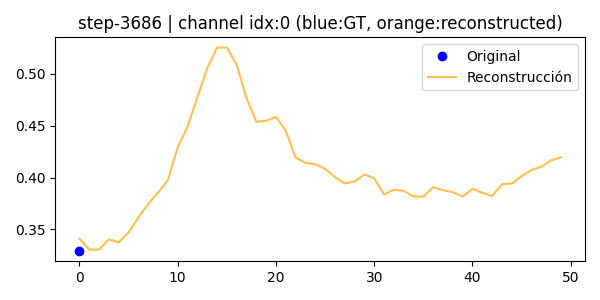 step-3686 | channel idx:0 (blue:GT, orange:reconstructed)
Original
Reconstrucción
0.50
0.45
0.40
0.35
0 10 20 30 40 50